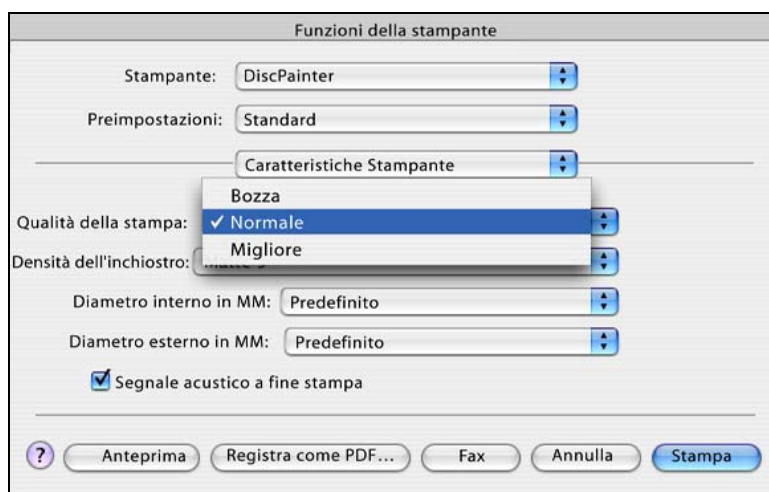 Funzioni della stampante
Stampante: DiscPainter
Preimpostazioni: Standard
Caratteristiche Stampante
Bozza
Qualità della stampa: ✓ Normale
Migliore
Densità dell'inchiostro:
Diametro interno in MM: Predefinito
Diametro esterno in MM: Predefinito
Segnale acustico a fine stampa
? Anteprima Registra come PDF... Fax Annulla Stampa